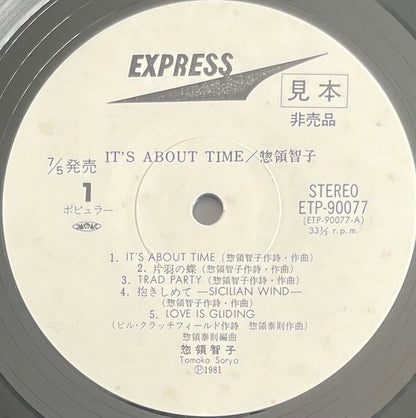 EXPRESS
見本
非売品
IT'S ABOUT TIME/惣領智子
7/5発売
1
ポピュラー
STEREO
ETP-90077
(ETP-90077-A)
33⅓ r.p.m.
1. IT'S ABOUT TIME (惣領智子作詩・作曲)
2. 片羽の蝶 (惣領智子作詩・作曲)
3. TRAD PARTY (惣領智子作詩・作曲)
4. 抱きしめて —SICILIAN WIND—
(惣領智子作詩・作曲)
5. LOVE IS GLIDING
(ビル・クラッチフィールド作詩 惣領泰則作曲)
惣領泰則編曲
惣領智子
Tomoko Soryo
Ⓟ1981